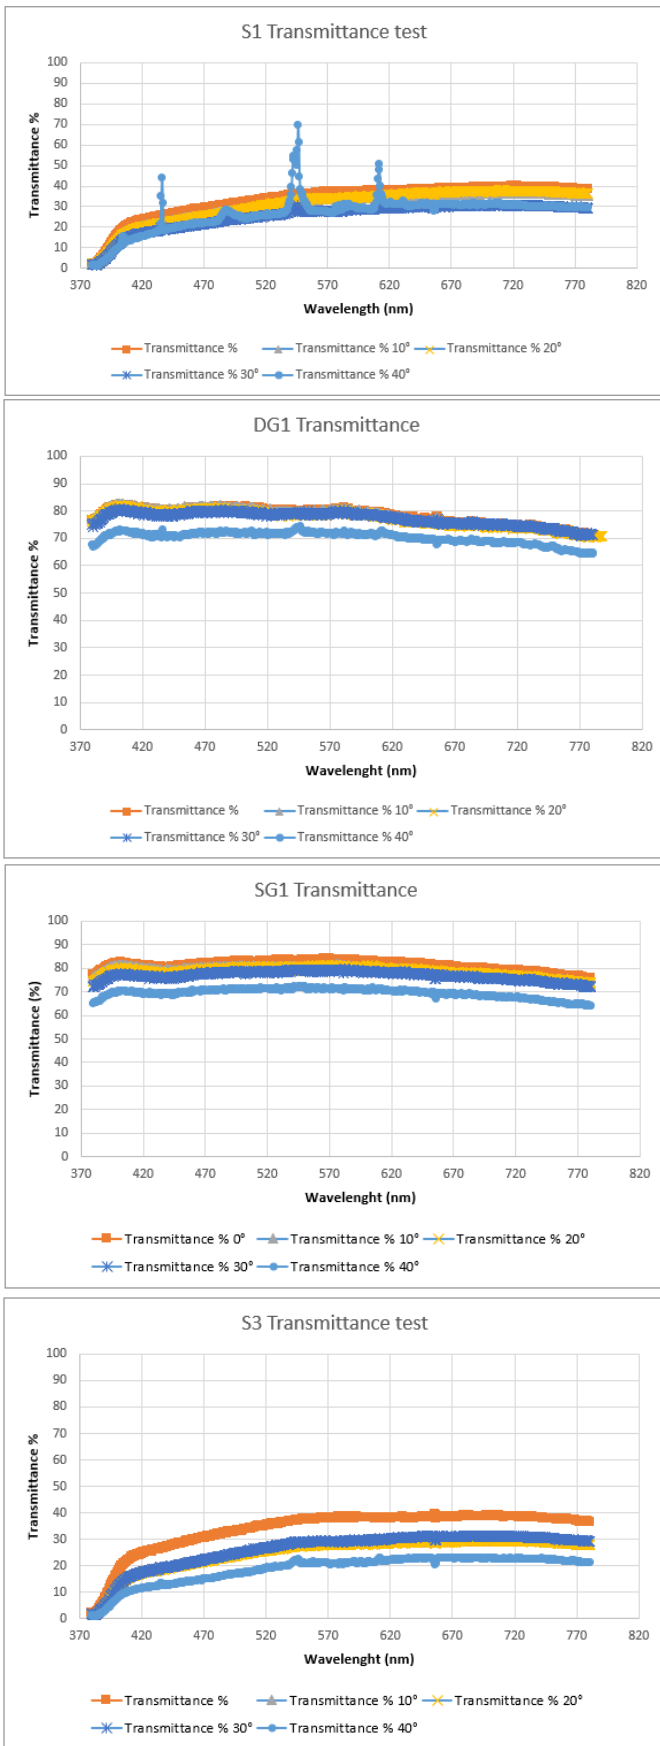 S1 Transmittance test
100
90
80
70
60
50
40
30
20
10
0
Transmittance %
370 420 470 520 570 620 670 720 770 820
Wavelength (nm)
Transmittance % Transmittance % 10° Transmittance % 20°
Transmittance % 30° Transmittance % 40°
DG1 Transmittance
100
90
80
70
60
50
40
30
20
10
0
Transmittance %
370 420 470 520 570 620 670 720 770 820
Wavelenght (nm)
Transmittance % Transmittance % 10° Transmittance % 20°
Transmittance % 30° Transmittance % 40°
SG1 Transmittance
100
90
80
70
60
50
40
30
20
10
0
Transmittance (%)
370 420 470 520 570 620 670 720 770 820
Wavelenght (nm)
Transmittance % 0° Transmittance % 10° Transmittance % 20°
Transmittance % 30° Transmittance % 40°
S3 Transmittance test
100
90
80
70
60
50
40
30
20
10
0
Transmittance %
370 420 470 520 570 620 670 720 770 820
Wavelenght (nm)
Transmittance % Transmittance % 10° Transmittance % 20°
Transmittance % 30° Transmittance % 40°